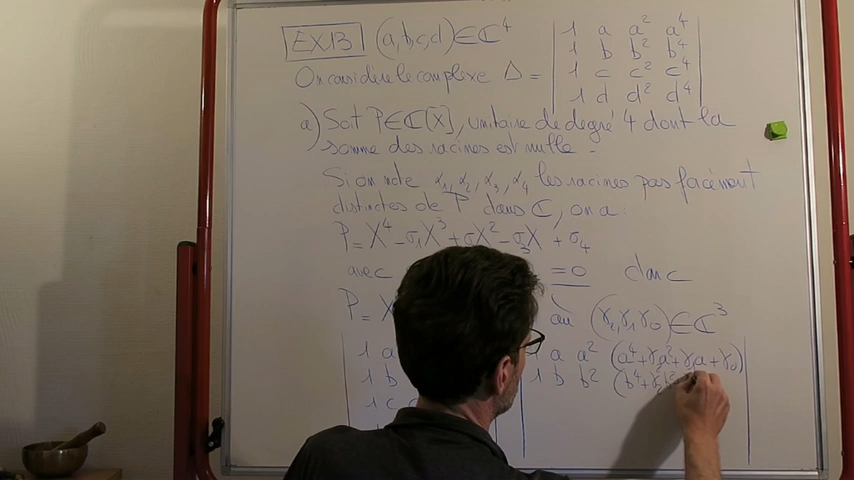 EX13 (a,b,c,d)∈ℂ⁴
On considère le complexe Δ = | 1 a a² a⁴ |
| 1 b b² b⁴ |
| 1 c c² c⁴ |
| 1 d d² d⁴ |
a) Soit P∈ℂ[X], unitaire de degré 4 dont la
somme des racines est nulle.
Si on note α₁, α₂, α₃, α₄ les racines pas forcément
distinctes de P dans ℂ, on a:
P = X⁴ - σ₁X³ + σ₂X² - σ₃X + σ₄
avec = 0 donc
P = X où (γ₂,γ₁,γ₀)∈ℂ³
| 1 a 1 a a² (a⁴+γ₂a²+γ₁a+γ₀) |
| 1 b 1 b b² (b⁴+γ₂b²
| 1 c